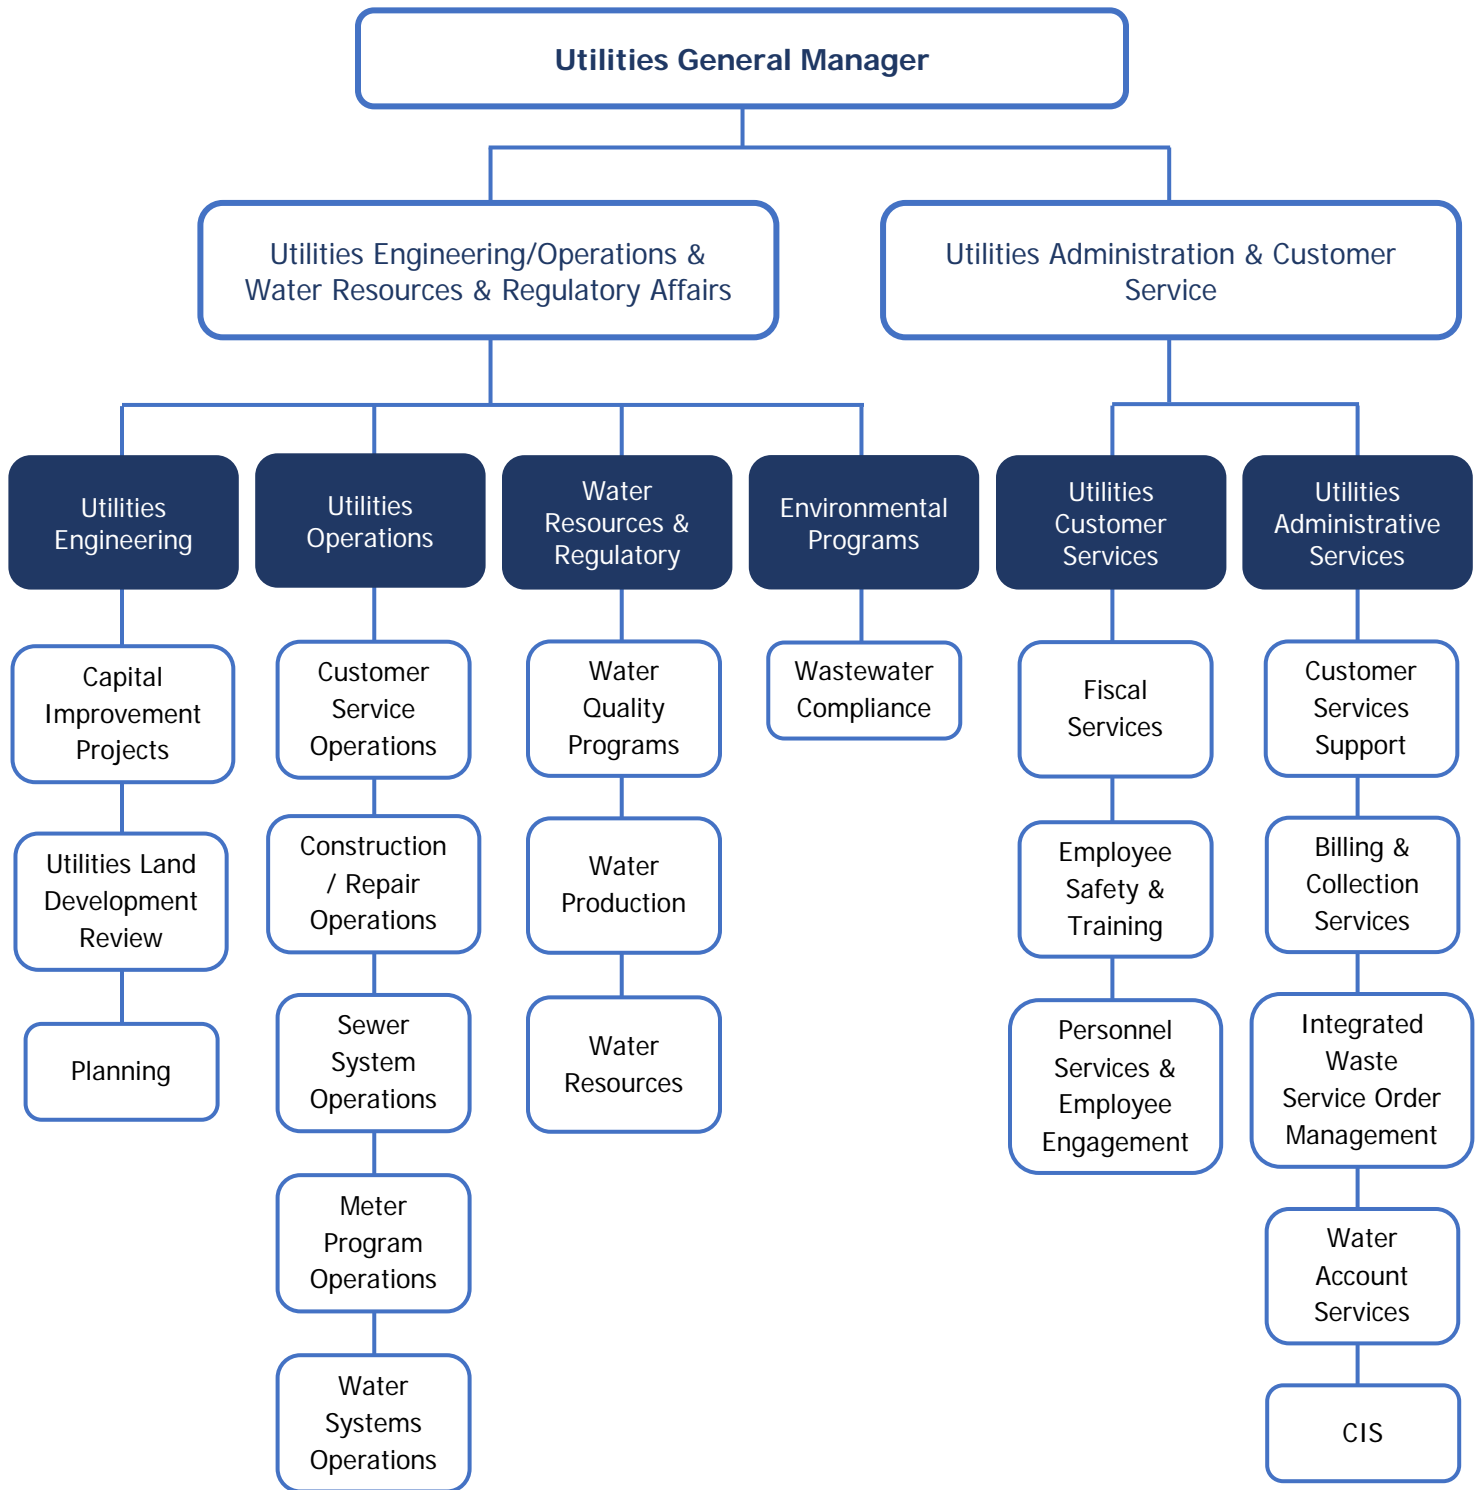 Utilities General Manager
Utilities Engineering/Operations &
Water Resources & Regulatory Affairs
Utilities Administration & Customer
Service
Utilities
Engineering
Utilities
Operations
Water
Resources &
Regulatory
Environmental
Programs
Utilities
Customer
Services
Utilities
Administrative
Services
Capital
Improvement
Projects
Utilities Land
Development
Review
Planning
Customer
Service
Operations
Construction
/ Repair
Operations
Sewer
System
Operations
Meter
Program
Operations
Water
Systems
Operations
Water
Quality
Programs
Water
Production
Water
Resources
Wastewater
Compliance
Fiscal
Services
Employee
Safety &
Training
Personnel
Services &
Employee
Engagement
Customer
Services
Support
Billing &
Collection
Services
Integrated
Waste
Service Order
Management
Water
Account
Services
CIS